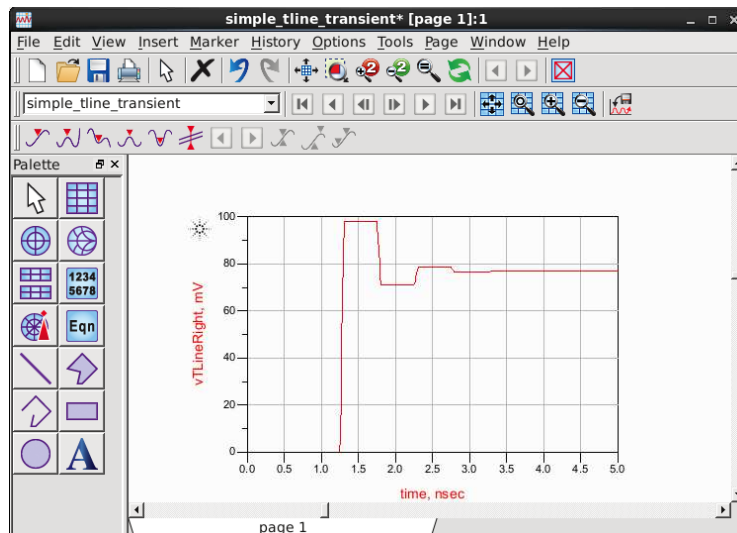 simple_tline_transient* [page 1]:1
File Edit View Insert Marker History Options Tools Page Window Help
+2 -2
simple_tline_transient
Palette
1234
5678
Eqn
A
100
80
60
40
20
0
vTLineRight, mV
0.0 0.5 1.0 1.5 2.0 2.5 3.0 3.5 4.0 4.5 5.0
time, nsec
page 1